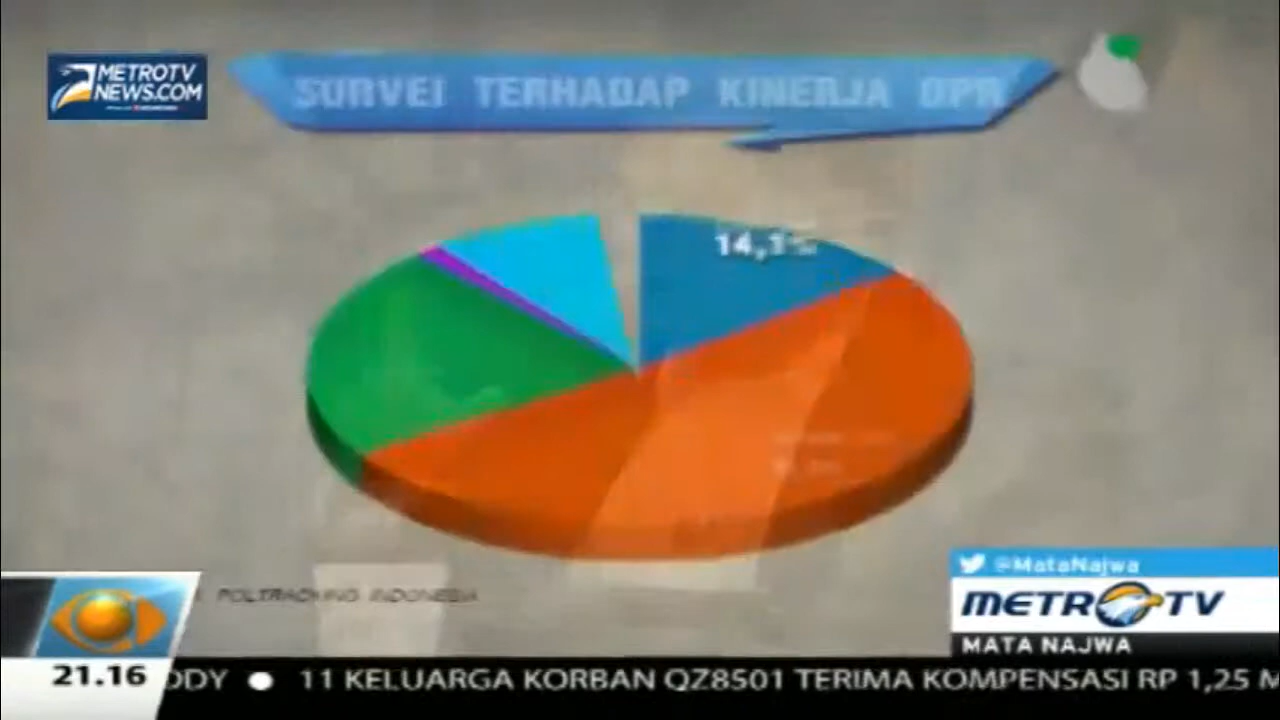 METROTV
NEWS.COM
SURVEI TERHADAP KINERJA DPR
14,1%
POLTRACKING INDONESIA
@MataNajwa
METRO TV
MATA NAJWA
21.16
ODY ● 11 KELUARGA KORBAN QZ8501 TERIMA KOMPENSASI RP 1,25 M